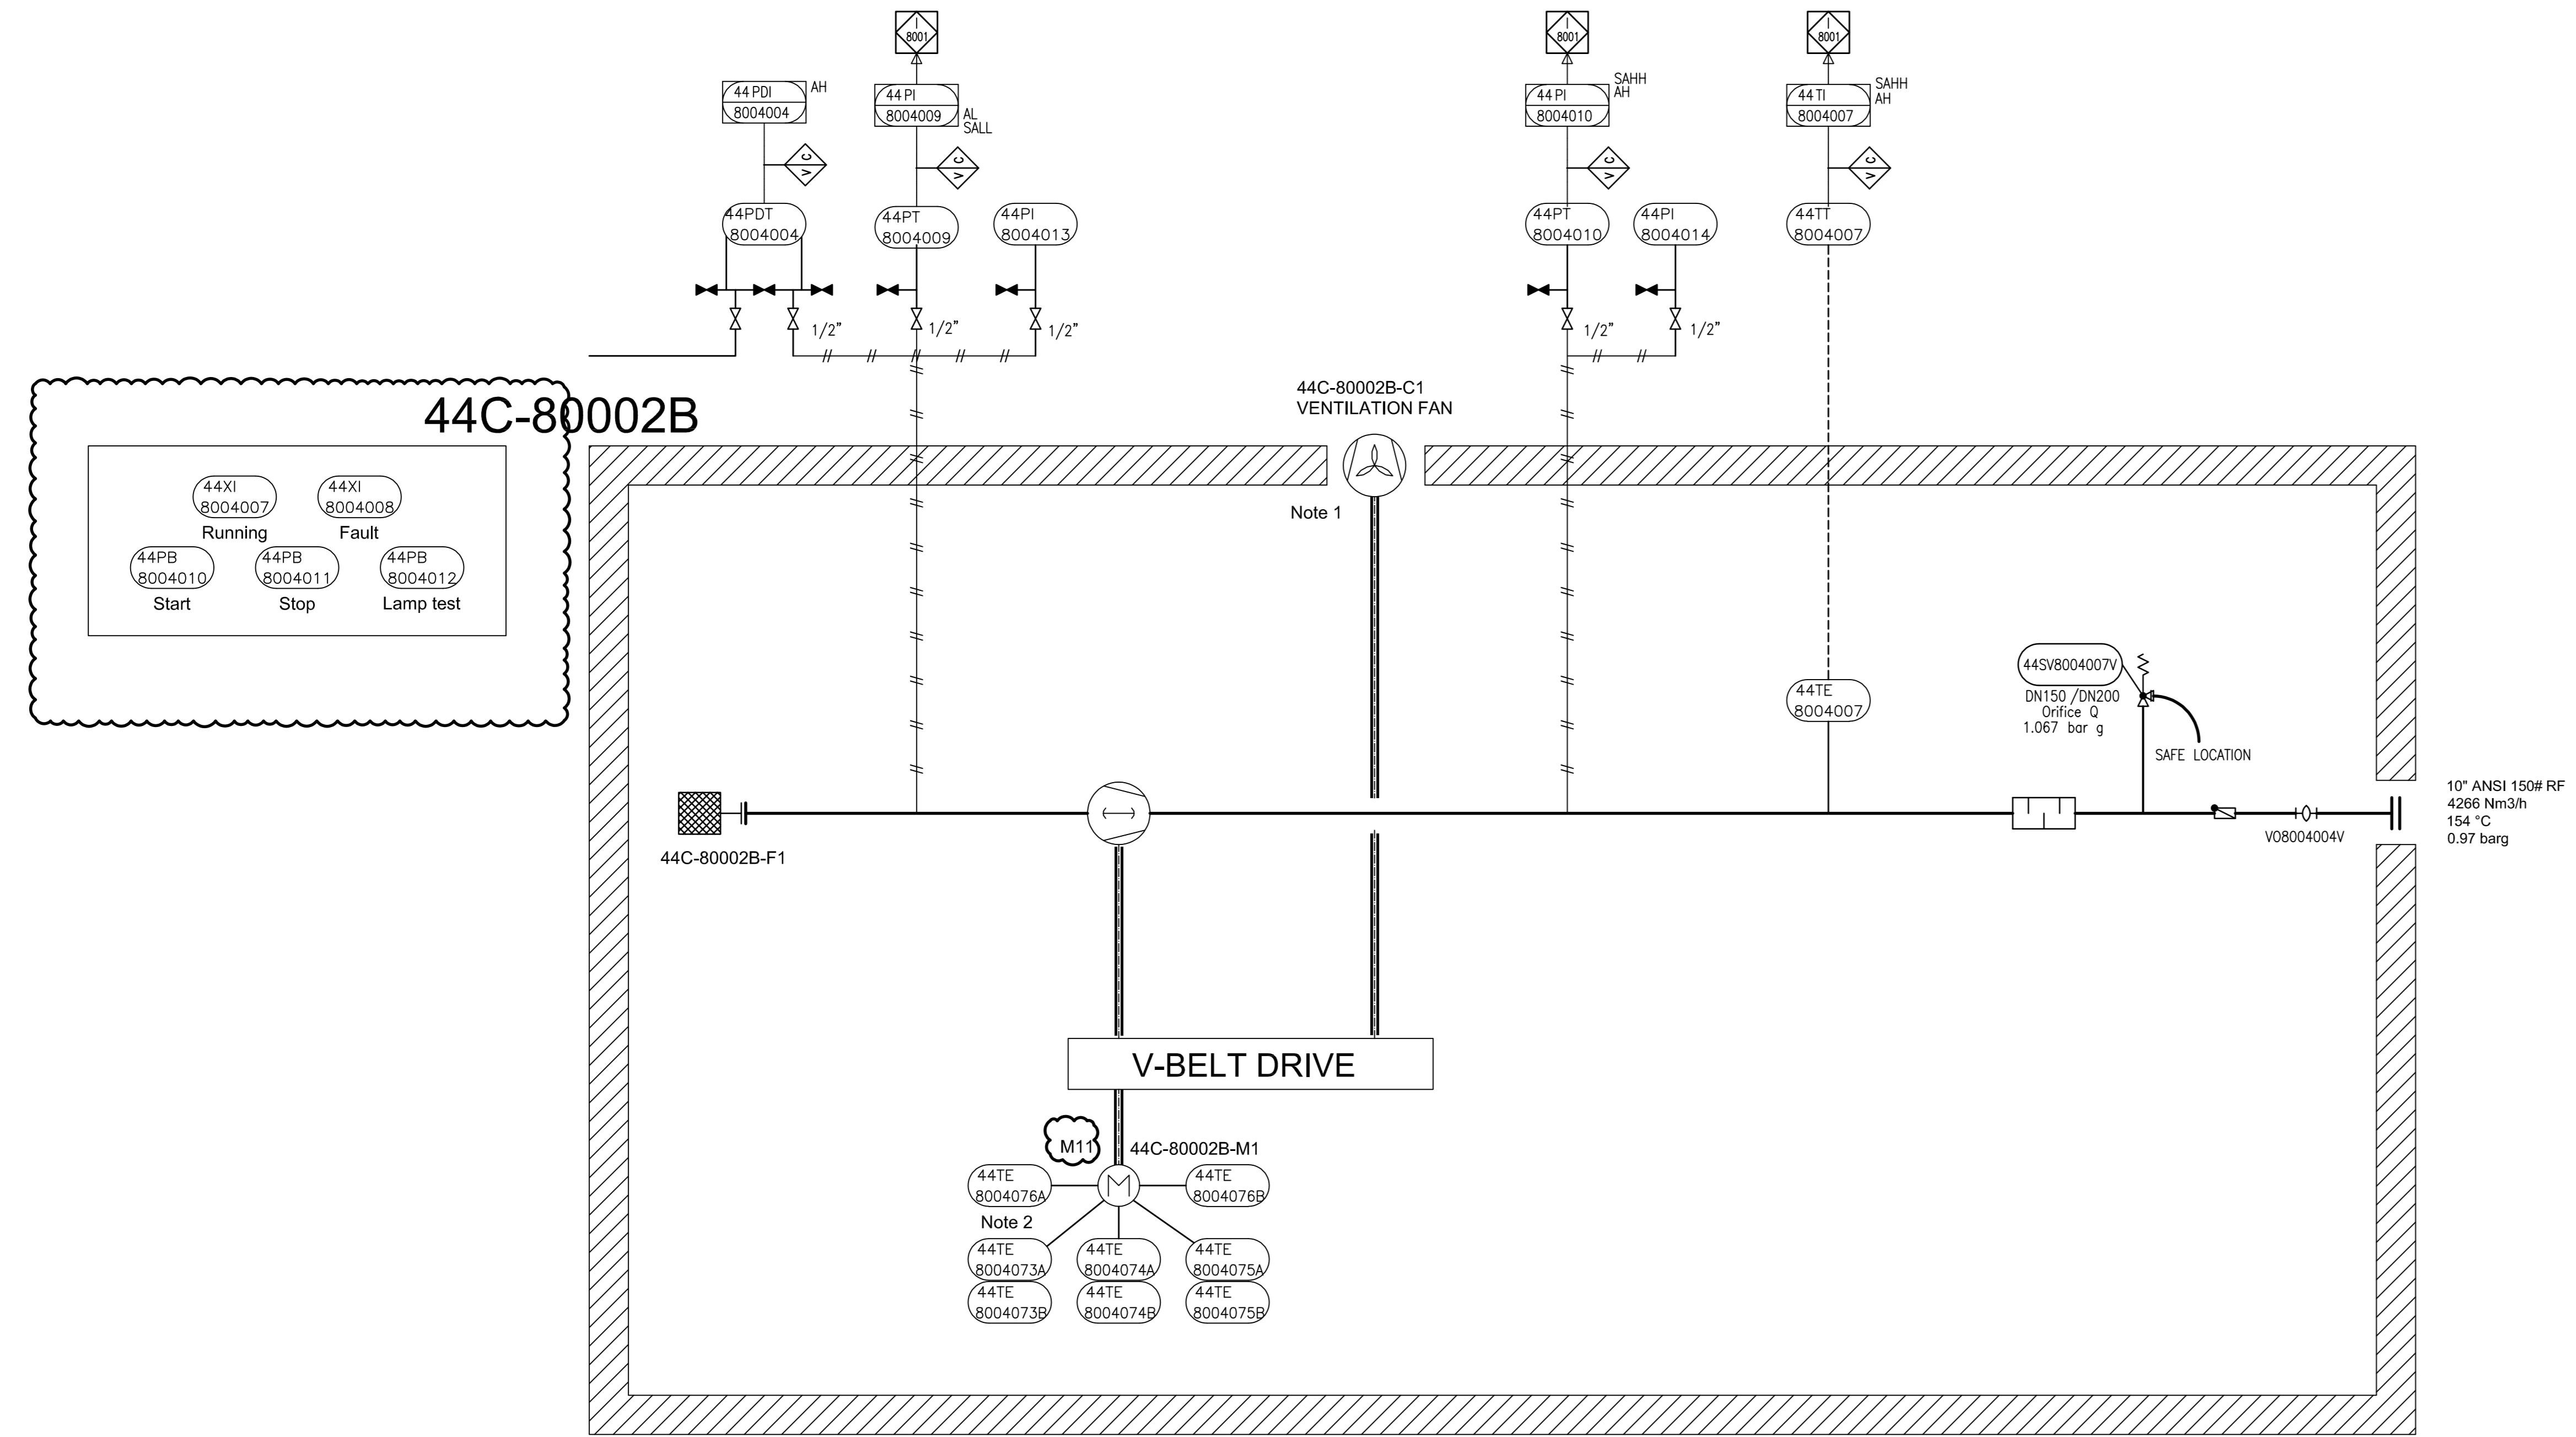 I
8001
I
8001
I
8001
44 PDI
8004004
AH
44 PI
8004009
AL
SALL
44 PI
8004010
SAHH
AH
44 TI
8004007
SAHH
AH
V C
V C
V C
V C
44PDT
8004004
44PT
8004009
44PI
8004013
44PT
8004010
44PI
8004014
44TT
8004007
1/2"
1/2"
1/2"
1/2"
1/2"
44C-80002B
44C-80002B-C1
VENTILATION FAN
Note 1
44XI
8004007
Running
44XI
8004008
Fault
44PB
8004010
Start
44PB
8004011
Stop
44PB
8004012
Lamp test
44TE
8004007
44SV8004007V
DN150 /DN200
Orifice Q
1.067 bar g
SAFE LOCATION
VO8004004V
10" ANSI 150# RF
4266 Nm3/h
154 °C
0.97 barg
44C-80002B-F1
V-BELT DRIVE
M11
44C-80002B-M1
M
44TE
8004076A
44TE
8004076B
Note 2
44TE
8004073A
44TE
8004074A
44TE
8004075A
44TE
8004073B
44TE
8004074B
44TE
8004075B